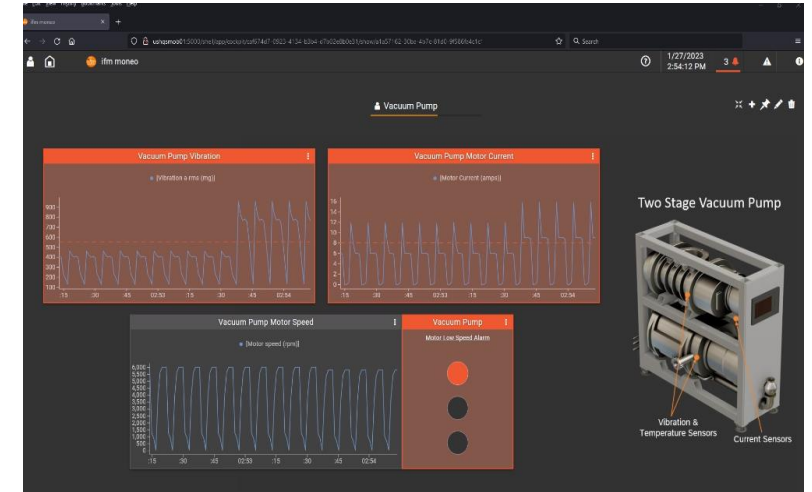 ifm moneo
Search
ifm moneo
1/27/2023
2:54:12 PM
3
Vacuum Pump
Vacuum Pump Vibration
[Vibration a-rms (mg)]
900
800
700
600
500
400
300
200
100
:15 :30 :45 02:53 :15 :30 :45 02:54
Vacuum Pump Motor Current
[Motor Current (amps)]
16
14
12
10
8
6
4
2
0
:15 :30 :45 02:53 :15 :30 :45 02:54
Two Stage Vacuum Pump
Vibration &
Temperature Sensors
Current Sensors
Vacuum Pump Motor Speed
[Motor speed (rpm)]
6,000
5,500
5,000
4,500
4,000
3,500
3,000
2,500
2,000
1,500
1,000
500
0
:15 :30 :45 02:53 :15 :30 :45 02:54
Vacuum Pump
Motor Low Speed Alarm